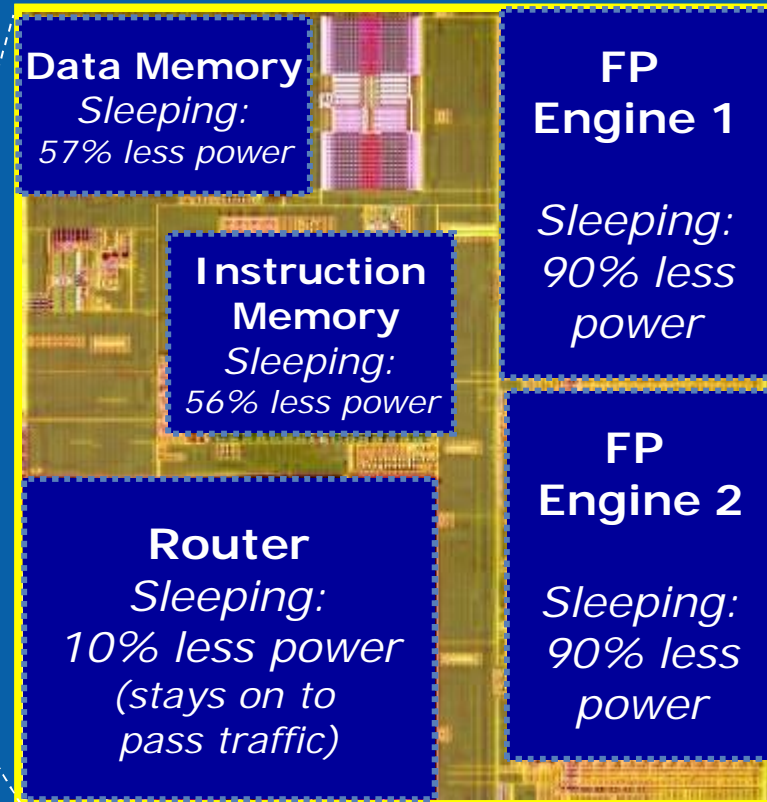 Data Memory
Sleeping:
57% less power
FP
Engine 1
Sleeping:
90% less
power
Instruction
Memory
Sleeping:
56% less power
FP
Engine 2
Sleeping:
90% less
power
Router
Sleeping:
10% less power
(stays on to
pass traffic)